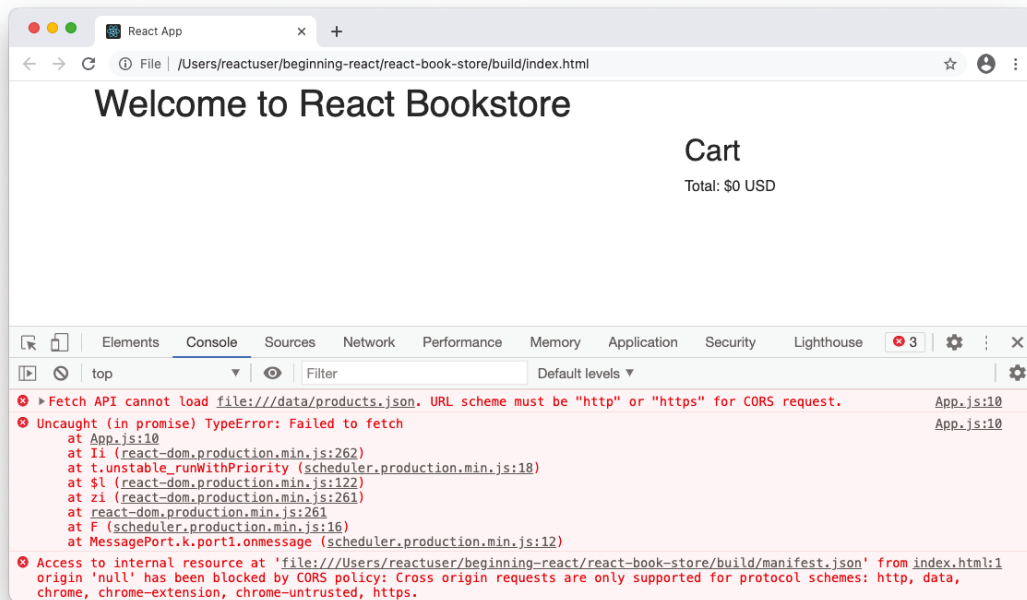 React App
File /Users/reactuser/beginning-react/react-book-store/build/index.html
Welcome to React Bookstore
Cart
Total: $0 USD
Elements Console Sources Network Performance Memory Application Security Lighthouse 3
top Filter Default levels
Fetch API cannot load file:///data/products.json. URL scheme must be "http" or "https" for CORS request. App.js:10
Uncaught (in promise) TypeError: Failed to fetch App.js:10
at App.js:10
at Ii (react-dom.production.min.js:262)
at t.unstable_runWithPriority (scheduler.production.min.js:18)
at $l (react-dom.production.min.js:122)
at zi (react-dom.production.min.js:261)
at react-dom.production.min.js:261
at F (scheduler.production.min.js:16)
at MessagePort.k.port1.onmessage (scheduler.production.min.js:12)
Access to internal resource at 'file:///Users/reactuser/beginning-react/react-book-store/build/manifest.json' from index.html:1
origin 'null' has been blocked by CORS policy: Cross origin requests are only supported for protocol schemes: http, data,
chrome, chrome-extension, chrome-untrusted, https.